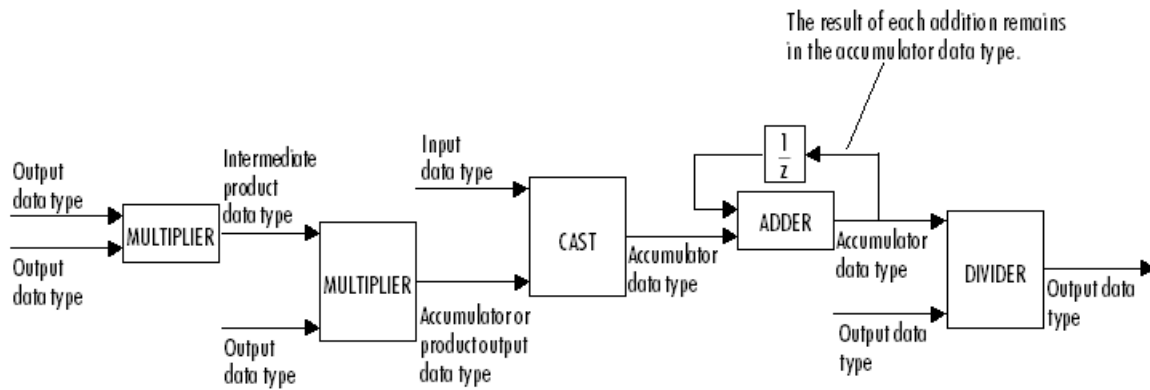 The result of each addition remains
in the accumulator data type.
Output
data type
Output
data type
MULTIPLIER
Intermediate
product
data type
Output
data type
MULTIPLIER
Accumulator or
product output
data type
Input
data type
CAST
Accumulator
data type
1
z
ADDER
Accumulator
data type
Output data
type
DIVIDER
Output data
type